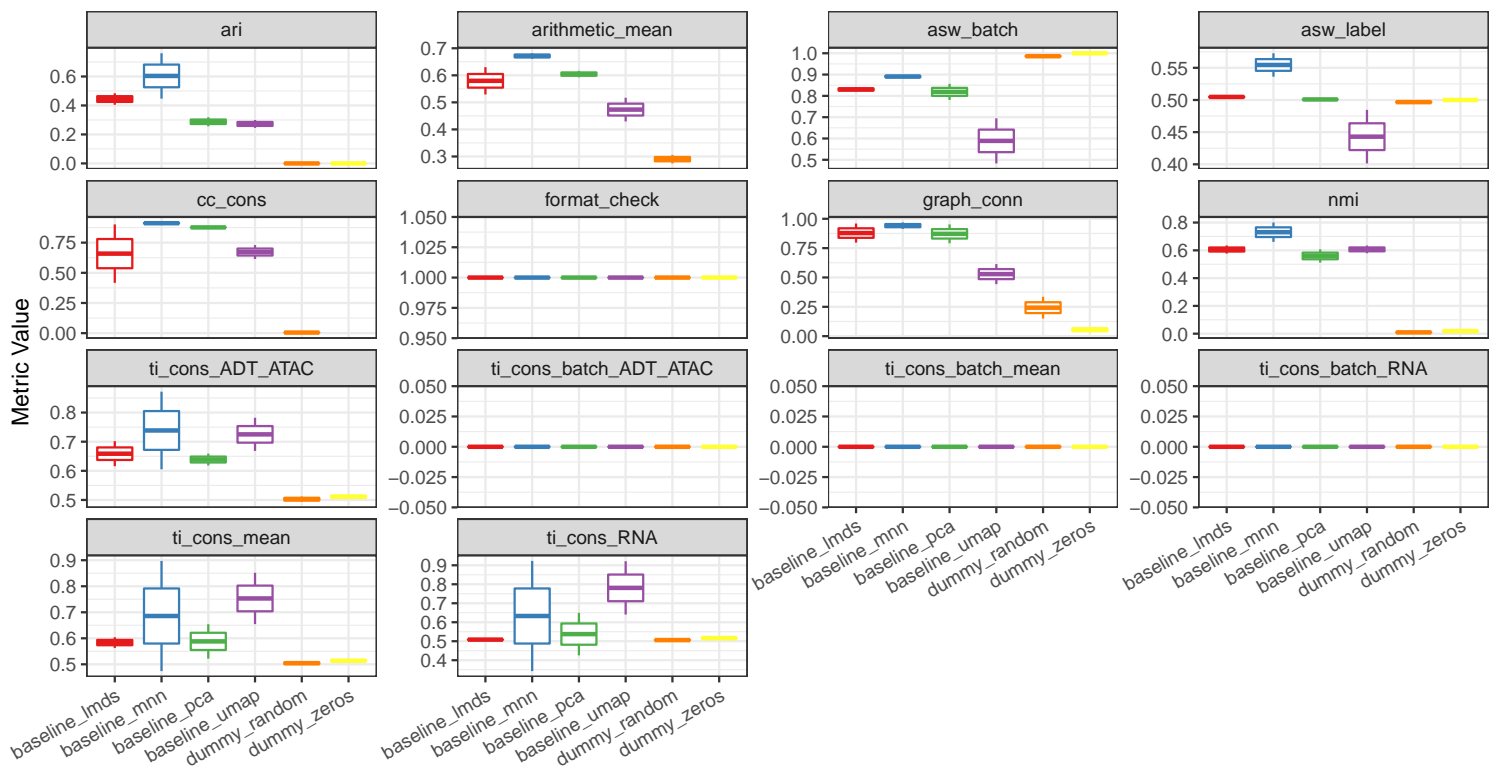 ari
arithmetic_mean
asw_batch
asw_label
0.6
0.4
0.2
0.0
0.7
0.6
0.5
0.4
0.3
1.0
0.9
0.8
0.7
0.6
0.5
0.55
0.50
0.45
0.40
cc_cons
format_check
graph_conn
nmi
0.75
0.50
0.25
0.00
1.050
1.025
1.000
0.975
0.950
1.00
0.75
0.50
0.25
0.00
0.8
0.6
0.4
0.2
0.0
Metric Value
ti_cons_ADT_ATAC
ti_cons_batch_ADT_ATAC
ti_cons_batch_mean
ti_cons_batch_RNA
0.8
0.7
0.6
0.5
0.050
0.025
0.000
−0.025
−0.050
0.050
0.025
0.000
−0.025
−0.050
0.050
0.025
0.000
−0.025
−0.050
ti_cons_mean
ti_cons_RNA
0.9
0.8
0.7
0.6
0.5
0.9
0.8
0.7
0.6
0.5
0.4
baseline_lmds
baseline_mnn
baseline_pca
baseline_umap
dummy_random
dummy_zeros
baseline_lmds
baseline_mnn
baseline_pca
baseline_umap
dummy_random
dummy_zeros
baseline_lmds
baseline_mnn
baseline_pca
baseline_umap
dummy_random
dummy_zeros
baseline_lmds
baseline_mnn
baseline_pca
baseline_umap
dummy_random
dummy_zeros